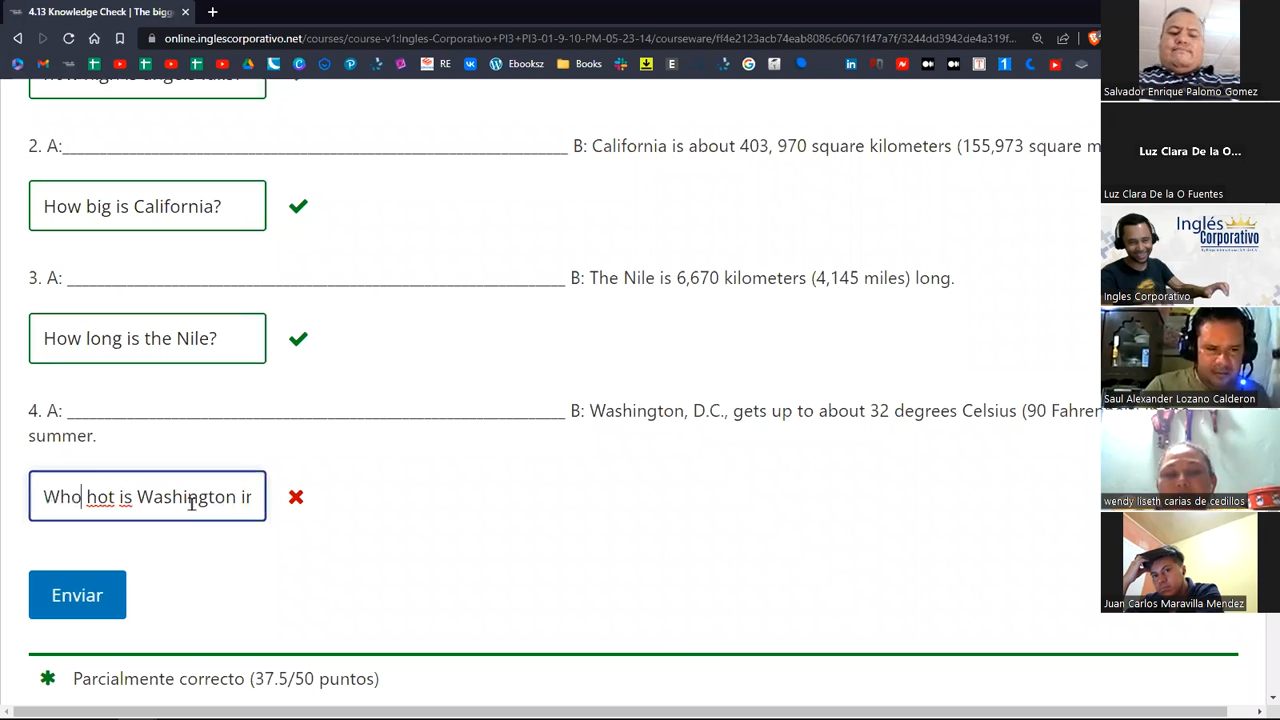 4.13 Knowledge Check | The bigg
online.inglescorporativo.net/courses/course-v1:Ingles-Co
PI3+PI3-01-9-10-PM-05-23-14/courseware/ff4e2123acb74eab8086c60671f47a7f/3244dd3942de4a319f...
RE
Ebooksz
Books
2. A:______ B: California is about 403, 970 square kilometers (155,973 square m
How big is California?
3. A: ______ B: The Nile is 6,670 kilometers (4,145 miles) long.
How long is the Nile?
4. A: ______ B: Washington, D.C., gets up to about 32 degrees Celsius (90 Fahren
summer.
Who hot is Washington in
Enviar
Parcialmente correcto (37.5/50 puntos)
Salvador Enrique Palomo Gomez
Luz Clara De la O...
Luz Clara De la O Fuentes
Inglés
Corporativo
Ingles Corporativo
Saul Alexander Lozano Calderon
wendy liseth carias de cedillos
Juan Carlos Maravilla Mendez